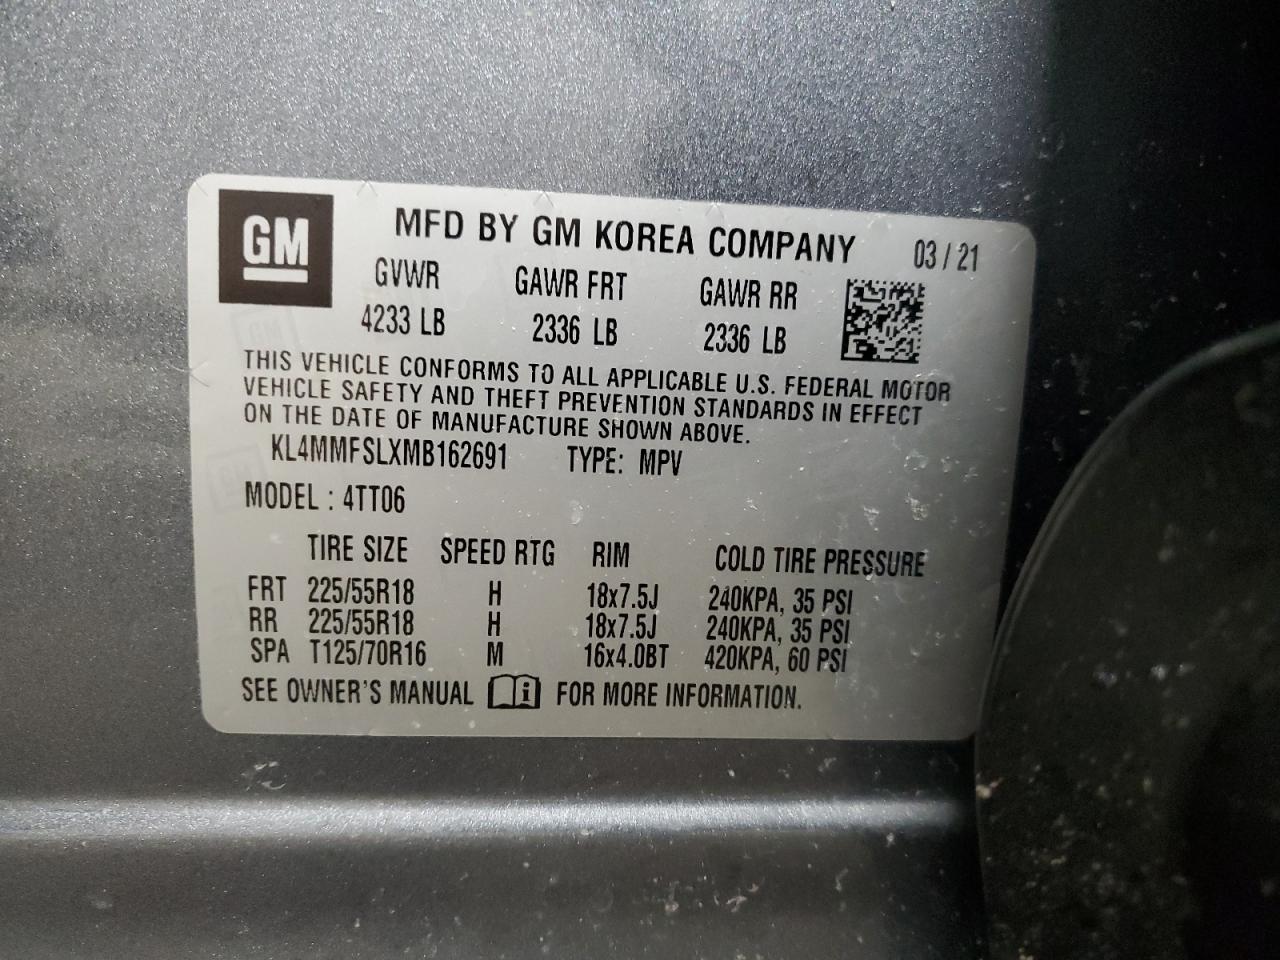 GM
MFD BY GM KOREA COMPANY 03 / 21
GVWR GAWR FRT GAWR RR
4233 LB 2336 LB 2336 LB
THIS VEHICLE CONFORMS TO ALL APPLICABLE U.S. FEDERAL MOTOR
VEHICLE SAFETY AND THEFT PREVENTION STANDARDS IN EFFECT
ON THE DATE OF MANUFACTURE SHOWN ABOVE.
KL4MMFSLXMB162691 TYPE: MPV
MODEL : 4TT06
TIRE SIZE SPEED RTG RIM COLD TIRE PRESSURE
FRT 225/55R18 H 18x7.5J 240KPA, 35 PSI
RR 225/55R18 H 18x7.5J 240KPA, 35 PSI
SPA T125/70R16 M 16x4.0BT 420KPA, 60 PSI
SEE OWNER'S MANUAL i FOR MORE INFORMATION.